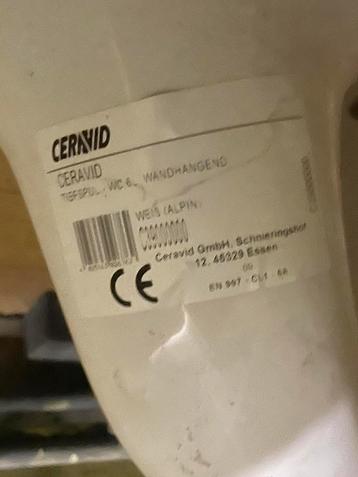 CERAVID
CERAVID
TIEFSPÜL-WC 6L, WANDHÄNGEND
WEIß (ALPIN)
Ceravid GmbH, Schnieringshof
12, 45329 Essen
CE
EN 997 - CL1 - 6A